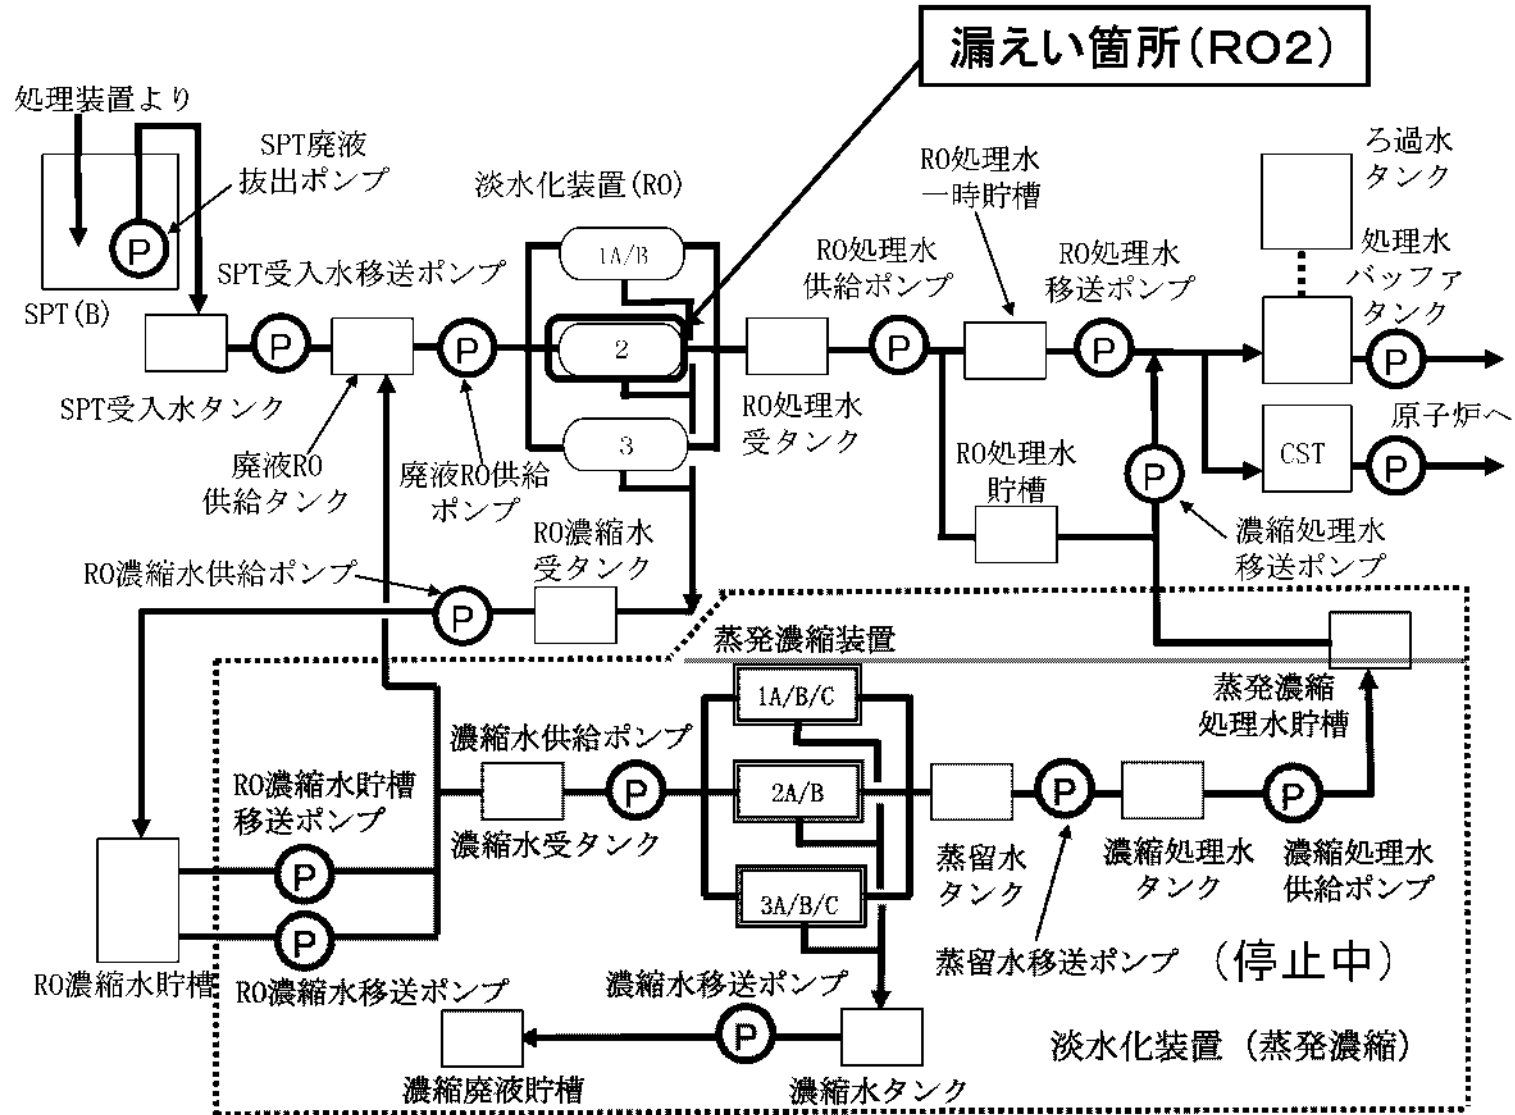 漏えい箇所(RO2)
処理装置より
SPT廃液
抜出ポンプ
P
SPT(B)
淡水化装置(RO)
1A/B
2
3
SPT受入水移送ポンプ
P
SPT受入水タンク
廃液RO
供給タンク
P
廃液RO供給
ポンプ
RO処理水
受タンク
RO処理水
供給ポンプ
P
RO処理水
一時貯槽
RO処理水
移送ポンプ
P
RO処理水
貯槽
P
濃縮処理水
移送ポンプ
ろ過水
タンク
処理水
バッファ
タンク
P
原子炉へ
CST
P
RO濃縮水
受タンク
RO濃縮水供給ポンプ
P
蒸発濃縮装置
1A/B/C
2A/B
3A/B/C
蒸発濃縮
処理水貯槽
濃縮水供給ポンプ
P
濃縮水受タンク
RO濃縮水貯槽
移送ポンプ
P
P
RO濃縮水貯槽
RO濃縮水移送ポンプ
蒸留水
タンク
P
蒸留水移送ポンプ
濃縮処理水
タンク
P
濃縮処理水
供給ポンプ
(停止中)
濃縮水移送ポンプ
P
濃縮廃液貯槽
濃縮水タンク
淡水化装置(蒸発濃縮)